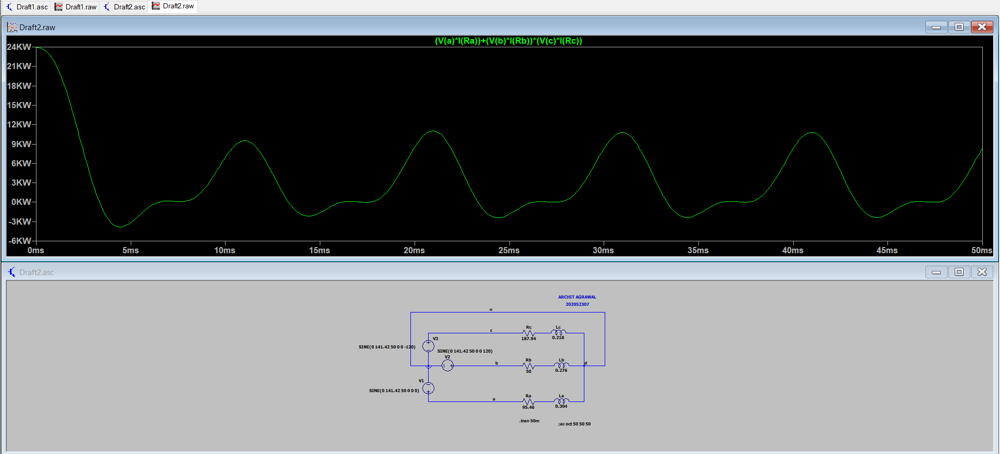 Draft1.asc Draft1.raw Draft2.asc Draft2.raw
Draft2.raw
(V(a)*I(Ra))+(V(b)*I(Rb))*(V(c)*I(Rc))
24KW
21KW
18KW
15KW
12KW
9KW
6KW
3KW
0KW
-3KW
-6KW
0ms 5ms 10ms 15ms 20ms 25ms 30ms 35ms 40ms 45ms 50ms
Draft2.asc
ARCHIT AGRAWAL
202052307
n
Rc Lc
c
187.94 0.218
V3
SINE(0 141.42 50 0 0 -120)
SINE(0 141.42 50 0 0 120)
V2
Rb Lb
b d
50 0.276
V1
SINE(0 141.42 50 0 0 0)
Ra La
a
95.46 0.304
.tran 50m ;ac oct 50 50 50